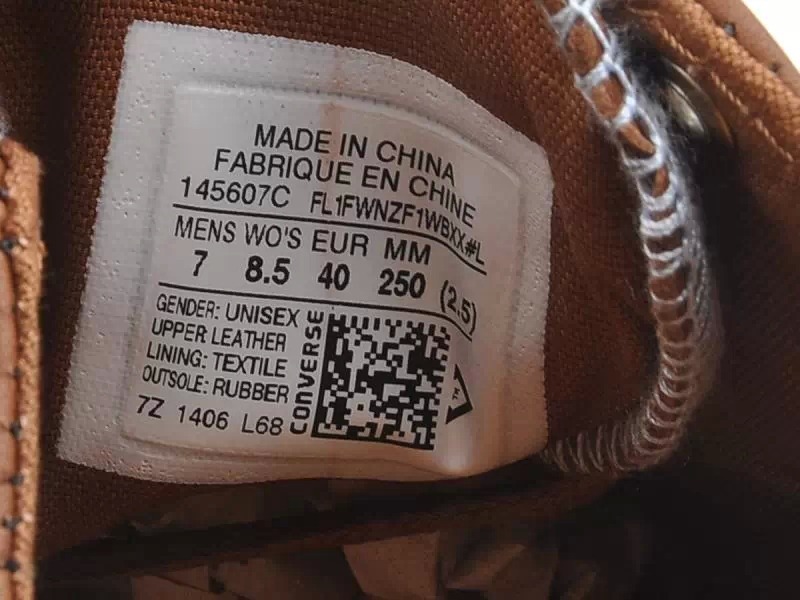 MADE IN CHINA
FABRIQUE EN CHINE
145607C FL1FWNZF1WBXX#L
MENS WO'S EUR MM
7 8.5 40 250 (2.5)
GENDER: UNISEX
UPPER LEATHER
LINING: TEXTILE
OUTSOLE: RUBBER
7Z 1406 L68
CONVERSE
TM